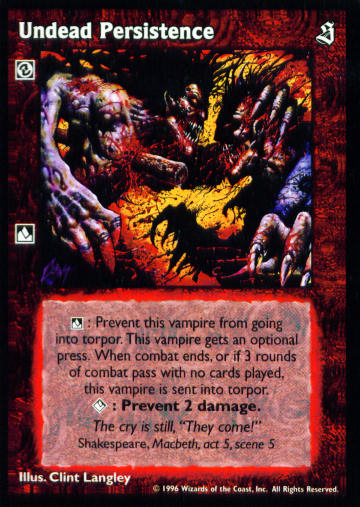 Undead Persistence
: Prevent this vampire from going
into torpor. This vampire gets an optional
press. When combat ends, or if 3 rounds
of combat pass with no cards played,
this vampire is sent into torpor.
: Prevent 2 damage.
The cry is still, "They come!"
Shakespeare, Macbeth, act 5, scene 5
Illus. Clint Langley
© 1996 Wizards of the Coast, Inc. All Rights Reserved.